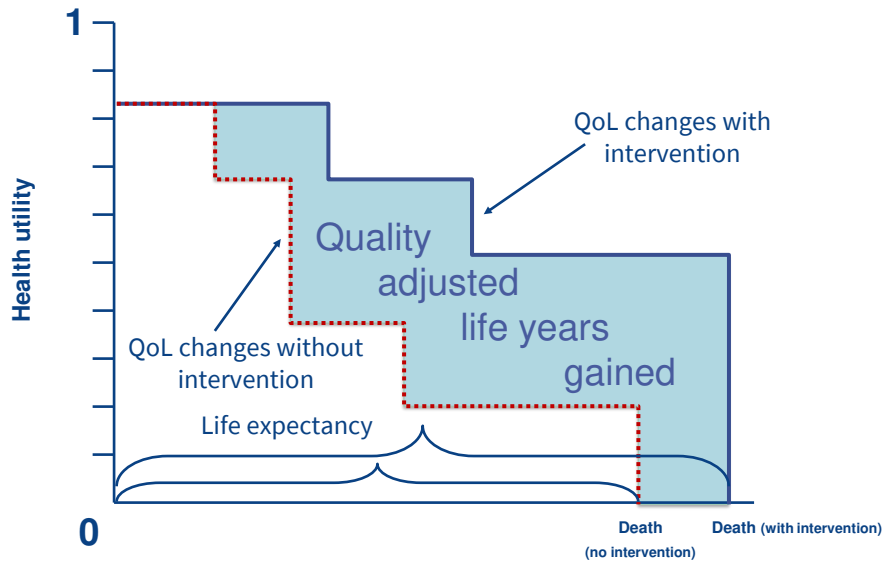 1
Health utility
QoL changes with
intervention
Quality
adjusted
life years
gained
QoL changes without
intervention
Life expectancy
0
Death
(no intervention)
Death (with intervention)